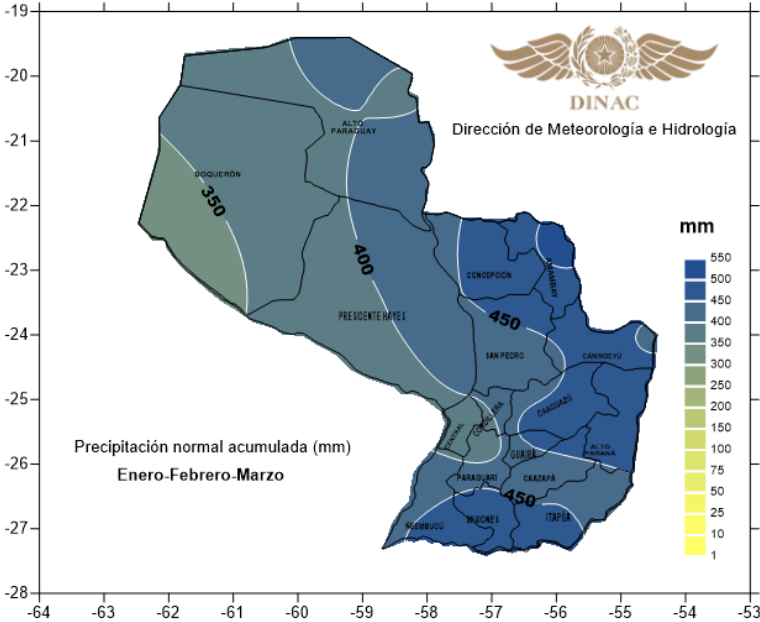 -19
-20
-21
-22
-23
-24
-25
-26
-27
-28
-64
-63
-62
-61
-60
-59
-58
-57
-56
-55
-54
-53
DINAC
Dirección de Meteorología e Hidrología
mm
550
500
450
400
350
300
250
200
150
100
75
50
25
10
1
ALTO
PARAGUAY
BOQUERÓN
350
400
PRESIDENTE HAYES
CONCEPCIÓN
AMAMBAY
450
SAN PEDRO
CANINDEYÚ
CORDILLERA
CENTRAL
CAAGUAZÚ
GUAIRÁ
ALTO
PARANÁ
PARAGUARÍ
CAAZAPÁ
450
ÑEEMBUCÚ
MISIONES
ITAPÚA
Precipitación normal acumulada (mm)
Enero-Febrero-Marzo